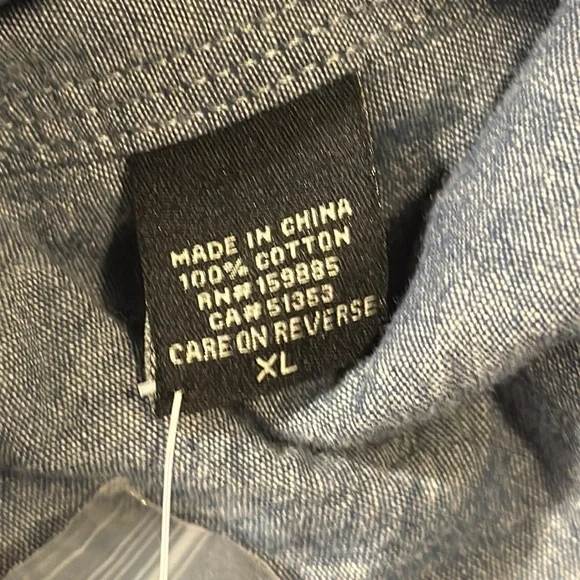 MADE IN CHINA
100% COTTON
RN# 159885
CA# 51353
CARE ON REVERSE
XL